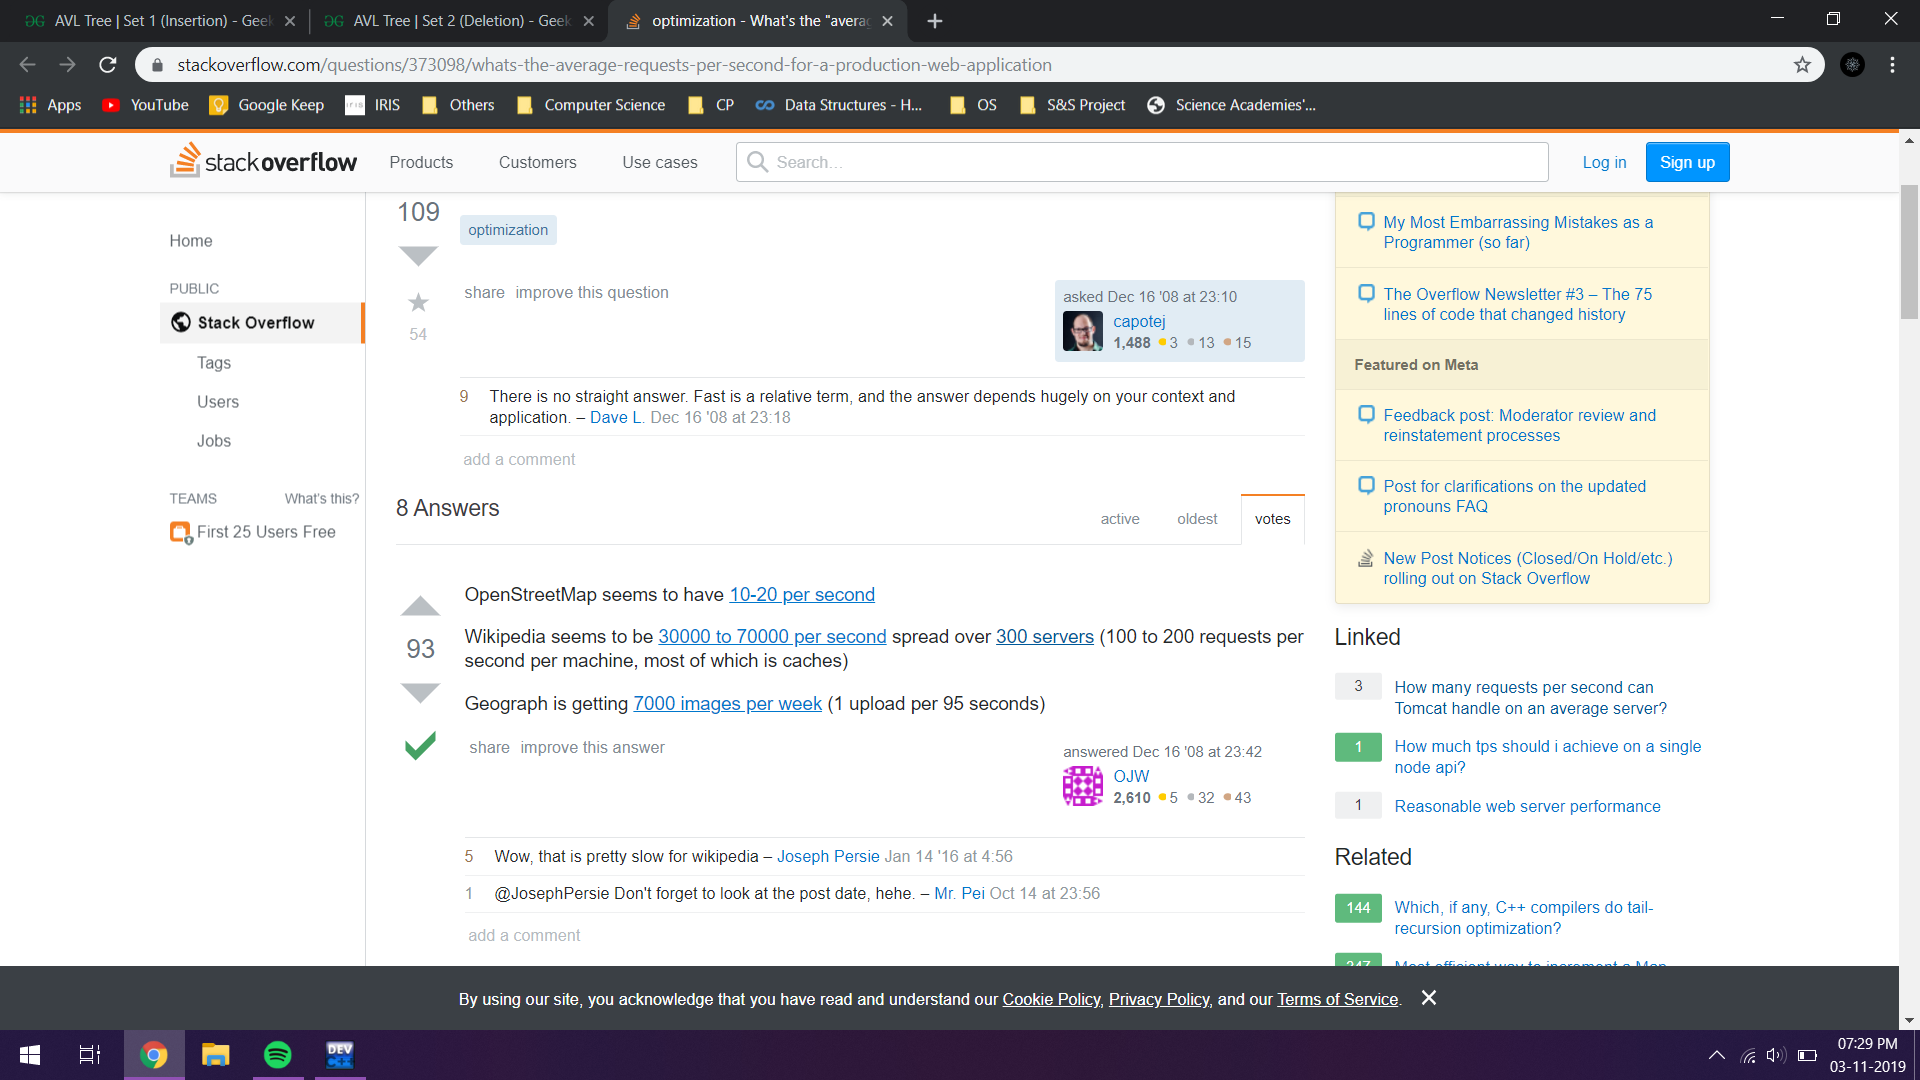 AVL Tree | Set 1 (Insertion) - Geek
AVL Tree | Set 2 (Deletion) - Geek
optimization - What's the "avera
stackoverflow.com/questions/373098/whats-the-average-requests-per-second-for-a-production-web-application
Apps
YouTube
Google Keep
IRIS
Others
Computer Science
CP
Data Structures - H...
OS
S&S Project
Science Academies'...
stackoverflow
Products
Customers
Use cases
Search...
Log in
Sign up
Home
PUBLIC
Stack Overflow
Tags
Users
Jobs
TEAMS
What's this?
First 25 Users Free
109
optimization
54
share improve this question
asked Dec 16 '08 at 23:10
capotej
1,488 3 13 15
9 There is no straight answer. Fast is a relative term, and the answer depends hugely on your context and
application. – Dave L. Dec 16 '08 at 23:18
add a comment
8 Answers
active
oldest
votes
93
OpenStreetMap seems to have 10-20 per second
Wikipedia seems to be 30000 to 70000 per second spread over 300 servers (100 to 200 requests per
second per machine, most of which is caches)
Geograph is getting 7000 images per week (1 upload per 95 seconds)
share improve this answer
answered Dec 16 '08 at 23:42
OJW
2,610 5 32 43
5 Wow, that is pretty slow for wikipedia – Joseph Persie Jan 14 '16 at 4:56
1 @JosephPersie Don't forget to look at the post date, hehe. – Mr. Pei Oct 14 at 23:56
add a comment
My Most Embarrassing Mistakes as a
Programmer (so far)
The Overflow Newsletter #3 – The 75
lines of code that changed history
Featured on Meta
Feedback post: Moderator review and
reinstatement processes
Post for clarifications on the updated
pronouns FAQ
New Post Notices (Closed/On Hold/etc.)
rolling out on Stack Overflow
Linked
3 How many requests per second can
Tomcat handle on an average server?
1 How much tps should i achieve on a single
node api?
1 Reasonable web server performance
Related
144 Which, if any, C++ compilers do tail-
recursion optimization?
347 Most efficient way to increment a Map
By using our site, you acknowledge that you have read and understand our Cookie Policy, Privacy Policy, and our Terms of Service.
DEV
C++
07:29 PM
03-11-2019